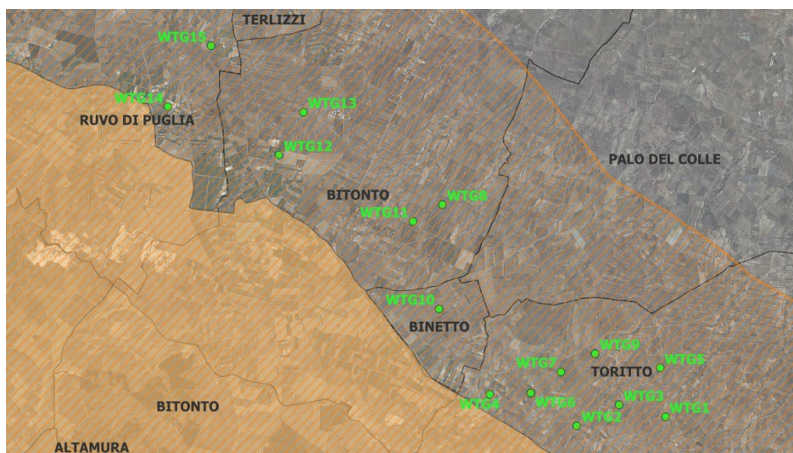 TERLIZZI
WTG15
WTG14
WTG13
RUVO DI PUGLIA
WTG12
PALO DEL COLLE
BITONTO
WTG8
WTG11
WTG10
BINETTO
WTG9
WTG7
TORITTO
WTG5
WTG4
WTG6
WTG3
BITONTO
WTG2
WTG1
ALTAMURA